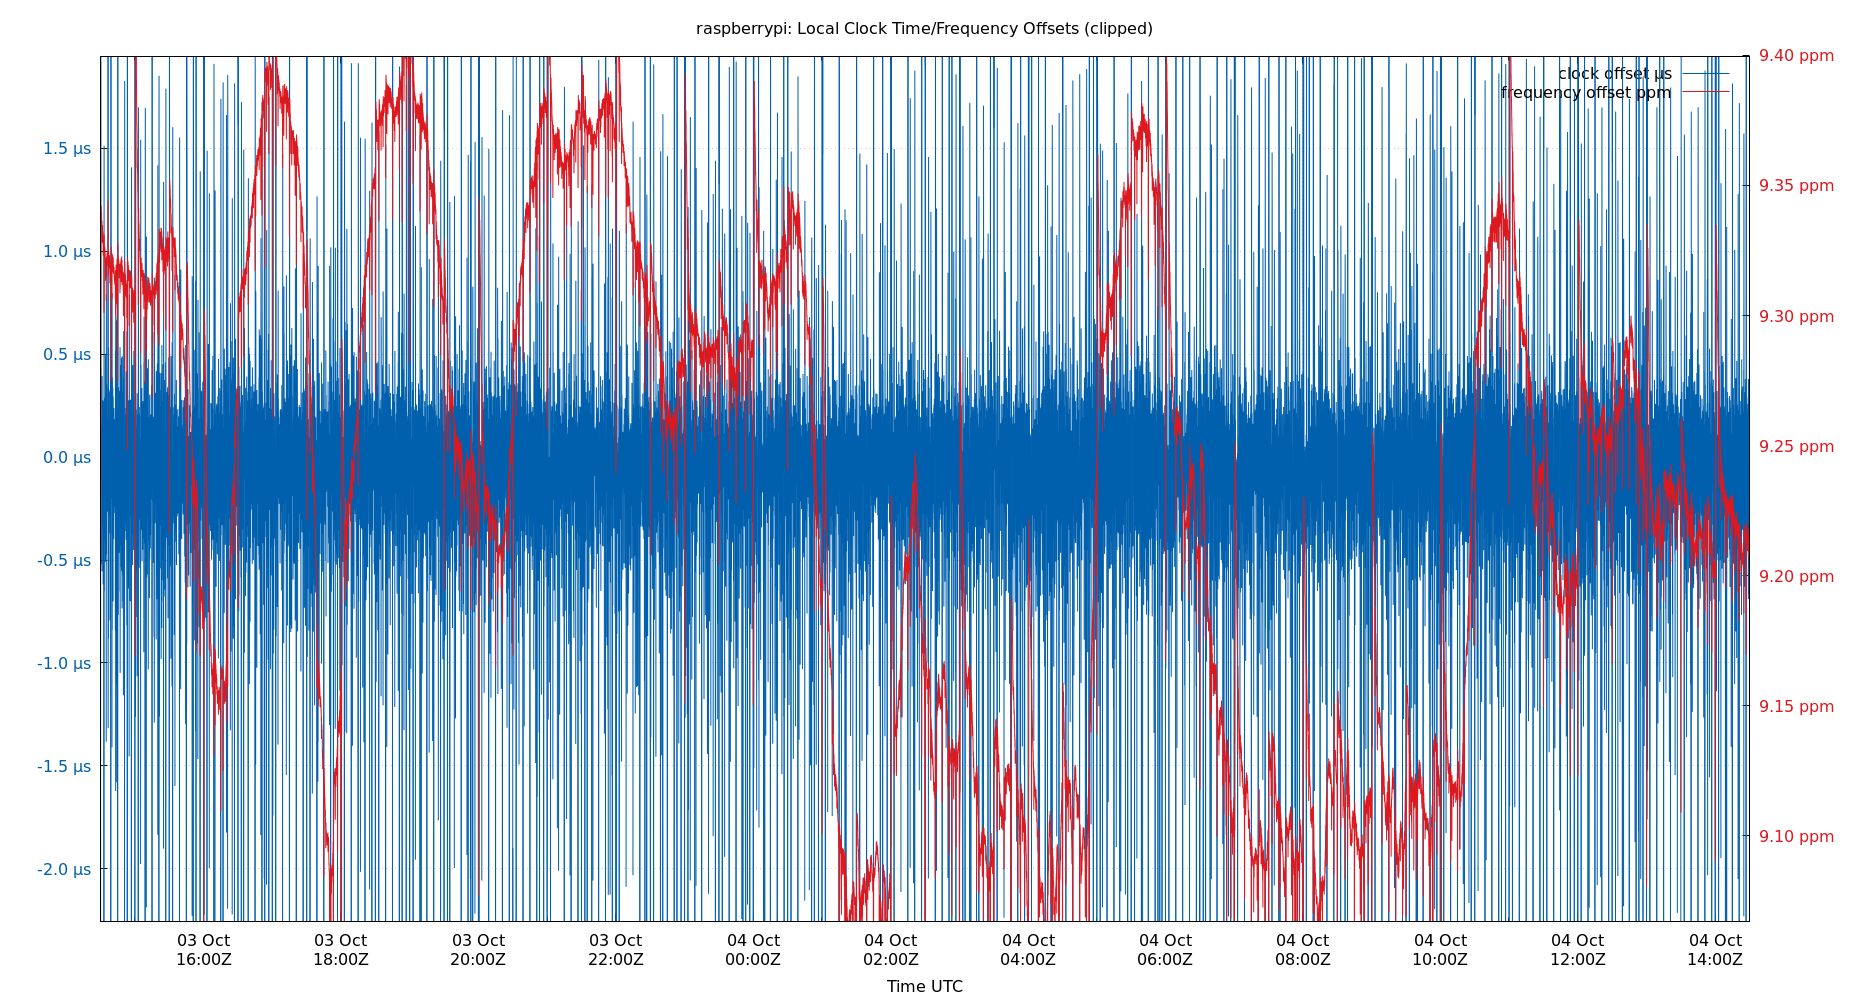 raspberrypi: Local Clock Time/Frequency Offsets (clipped)
clock offset µs
frequency offset ppm
1.5 µs
1.0 µs
0.5 µs
0.0 µs
-0.5 µs
-1.0 µs
-1.5 µs
-2.0 µs
9.40 ppm
9.35 ppm
9.30 ppm
9.25 ppm
9.20 ppm
9.15 ppm
9.10 ppm
03 Oct 03 Oct 03 Oct 03 Oct 04 Oct 04 Oct 04 Oct 04 Oct 04 Oct 04 Oct 04 Oct 04 Oct
16:00Z 18:00Z 20:00Z 22:00Z 00:00Z 02:00Z 04:00Z 06:00Z 08:00Z 10:00Z 12:00Z 14:00Z
Time UTC